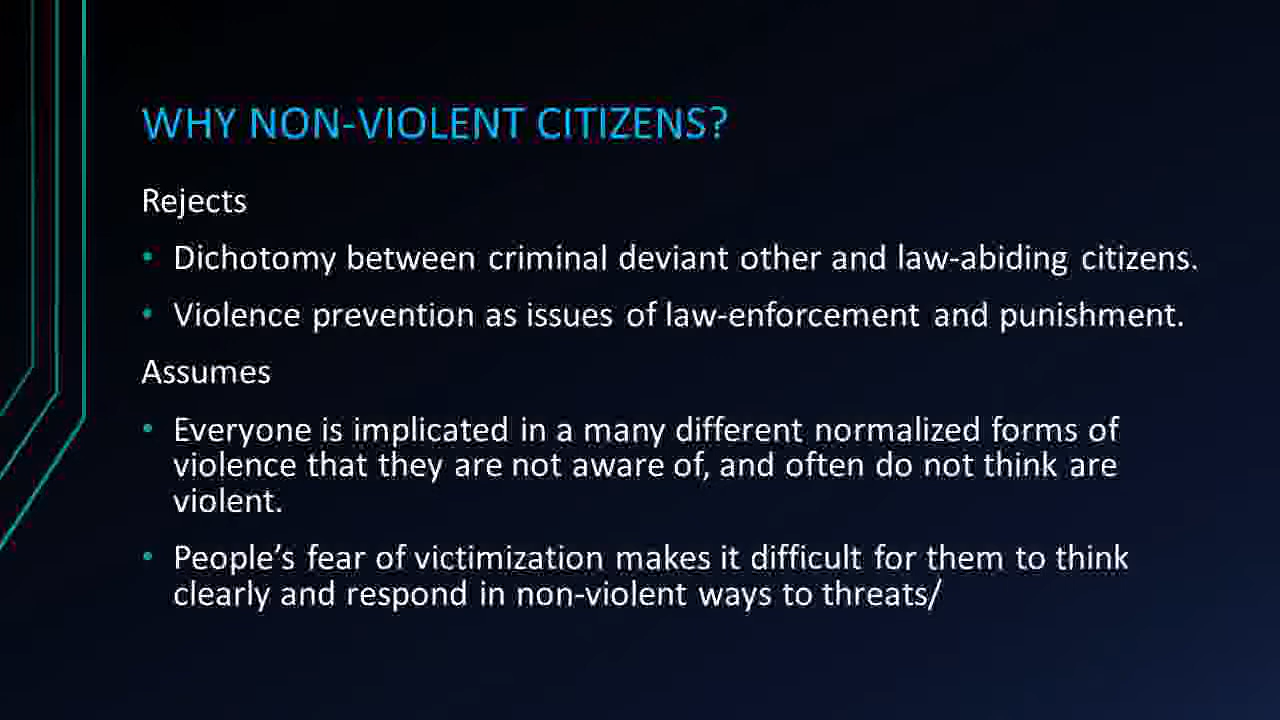 WHY NON-VIOLENT CITIZENS?
Rejects
• Dichotomy between criminal deviant other and law-abiding citizens.
• Violence prevention as issues of law-enforcement and punishment.
Assumes
• Everyone is implicated in a many different normalized forms of
violence that they are not aware of, and often do not think are
violent.
• People’s fear of victimization makes it difficult for them to think
clearly and respond in non-violent ways to threats/